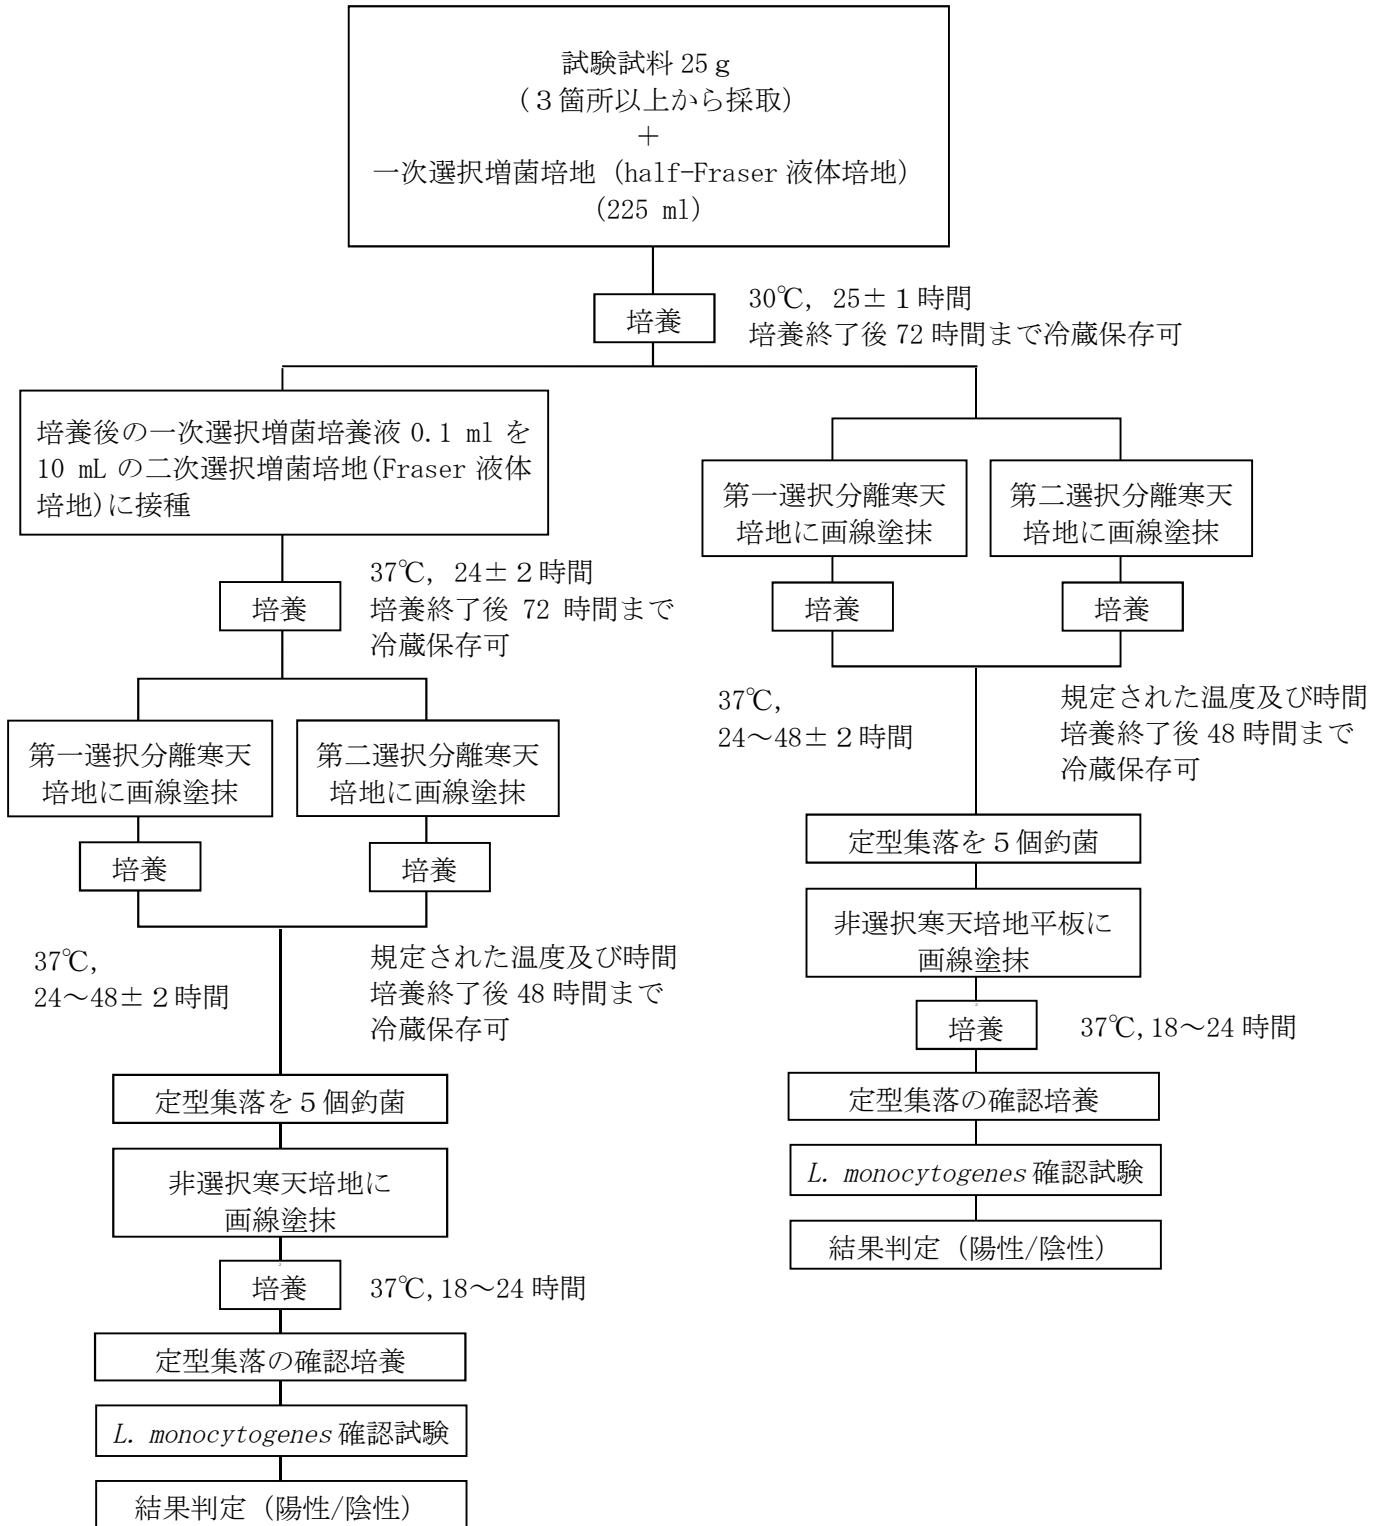 試験試料 25ｇ
（３箇所以上から採取）
＋
一次選択増菌培地（half-Fraser 液体培地）
（225 ml）
培養
30℃, 25±１時間
培養終了後 72 時間まで冷蔵保存可
培養後の一次選択増菌培養液 0.1 ml を
10 mL の二次選択増菌培地(Fraser 液体
培地)に接種
培養
37℃, 24±２時間
培養終了後 72 時間まで
冷蔵保存可
第一選択分離寒天
培地に画線塗抹
第二選択分離寒天
培地に画線塗抹
培養
培養
37℃,
24～48±２時間
規定された温度及び時間
培養終了後 48 時間まで
冷蔵保存可
定型集落を５個釣菌
非選択寒天培地に
画線塗抹
培養
37℃, 18～24 時間
定型集落の確認培養
L. monocytogenes 確認試験
結果判定（陽性/陰性）
第一選択分離寒天
培地に画線塗抹
第二選択分離寒天
培地に画線塗抹
培養
培養
37℃,
24～48±２時間
規定された温度及び時間
培養終了後 48 時間まで
冷蔵保存可
定型集落を５個釣菌
非選択寒天培地平板に
画線塗抹
培養
37℃, 18～24 時間
定型集落の確認培養
L. monocytogenes 確認試験
結果判定（陽性/陰性）